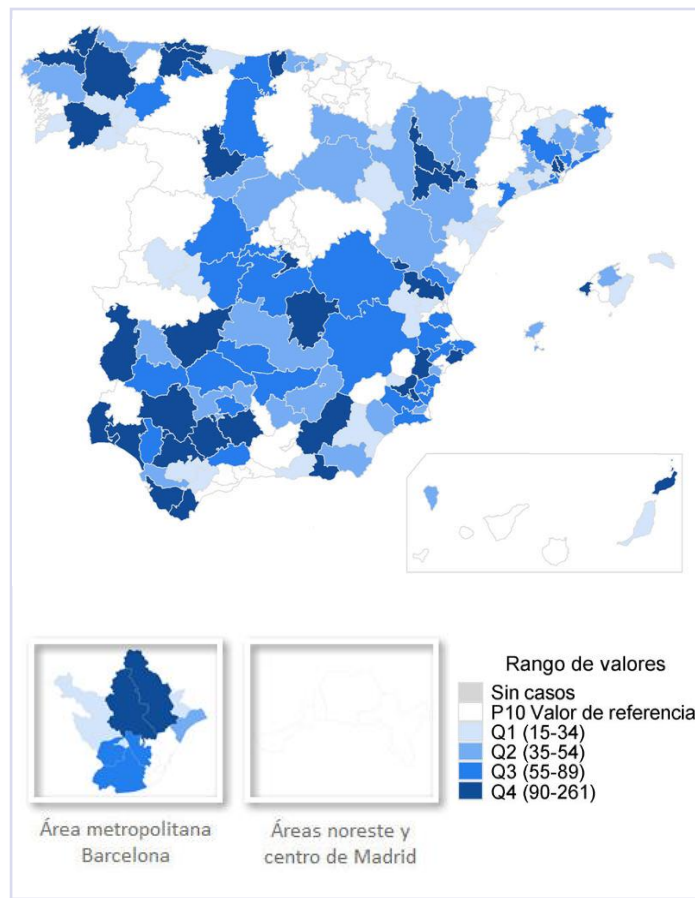 Rango de valores
Sin casos
P10 Valor de referencia
Q1 (15-34)
Q2 (35-54)
Q3 (55-89)
Q4 (90-261)
Área metropolitana
Barcelona
Áreas noreste y
centro de Madrid